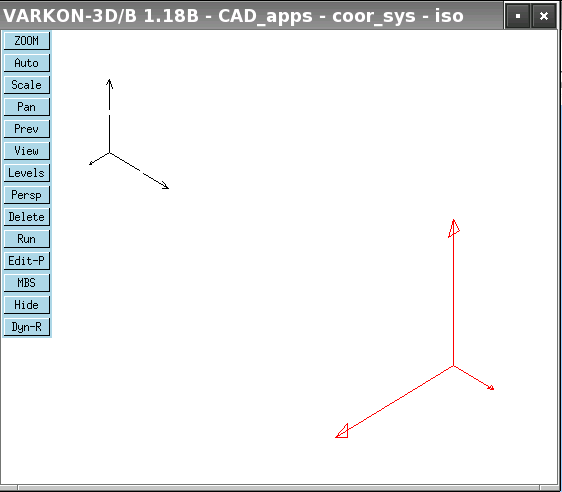 VARKON-3D/B 1.18B - CAD_apps - coor_sys - iso
ZOOM
Auto
Scale
Pan
Prev
View
Levels
Persp
Delete
Run
Edit-P
MBS
Hide
Dyn-R